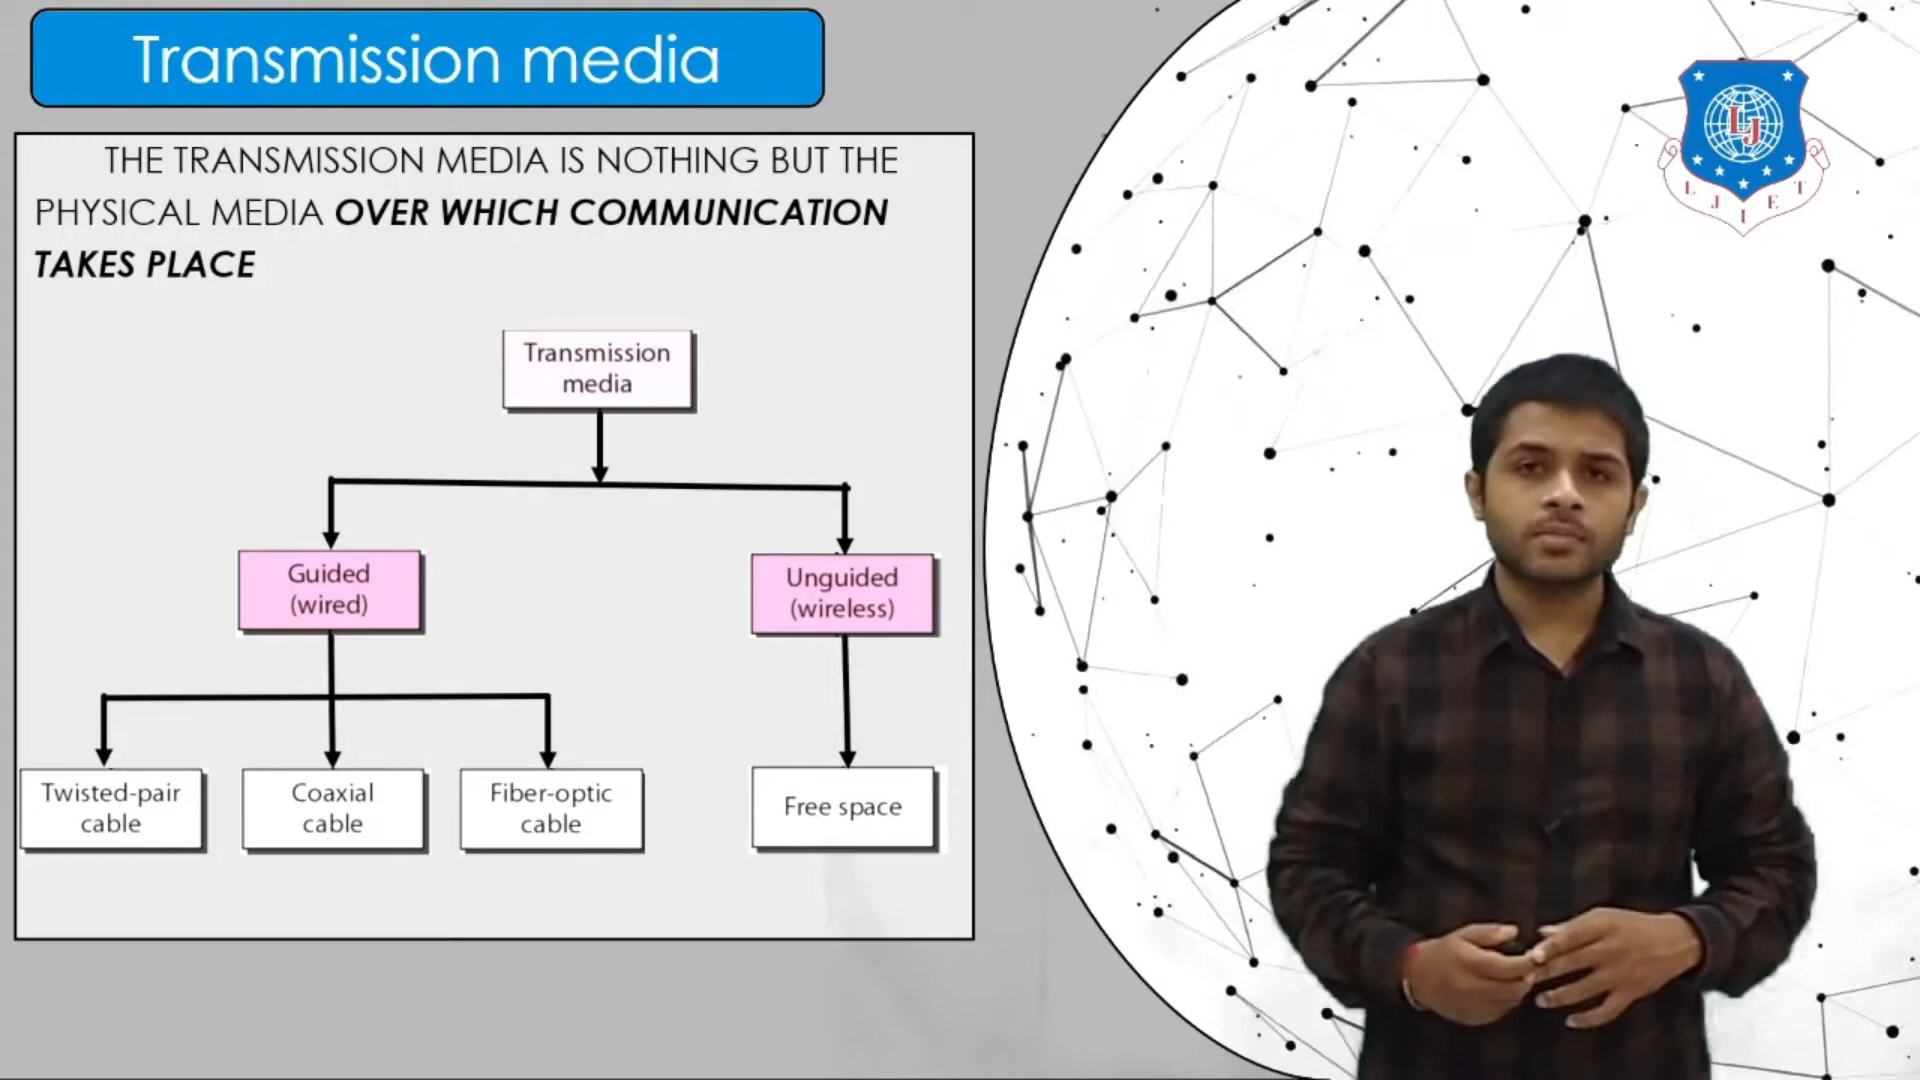 Transmission media
THE TRANSMISSION MEDIA IS NOTHING BUT THE
PHYSICAL MEDIA OVER WHICH COMMUNICATION
TAKES PLACE
Transmission
media
Guided
(wired)
Unguided
(wireless)
Twisted-pair
cable
Coaxial
cable
Fiber-optic
cable
Free space
LJ
L J I E T